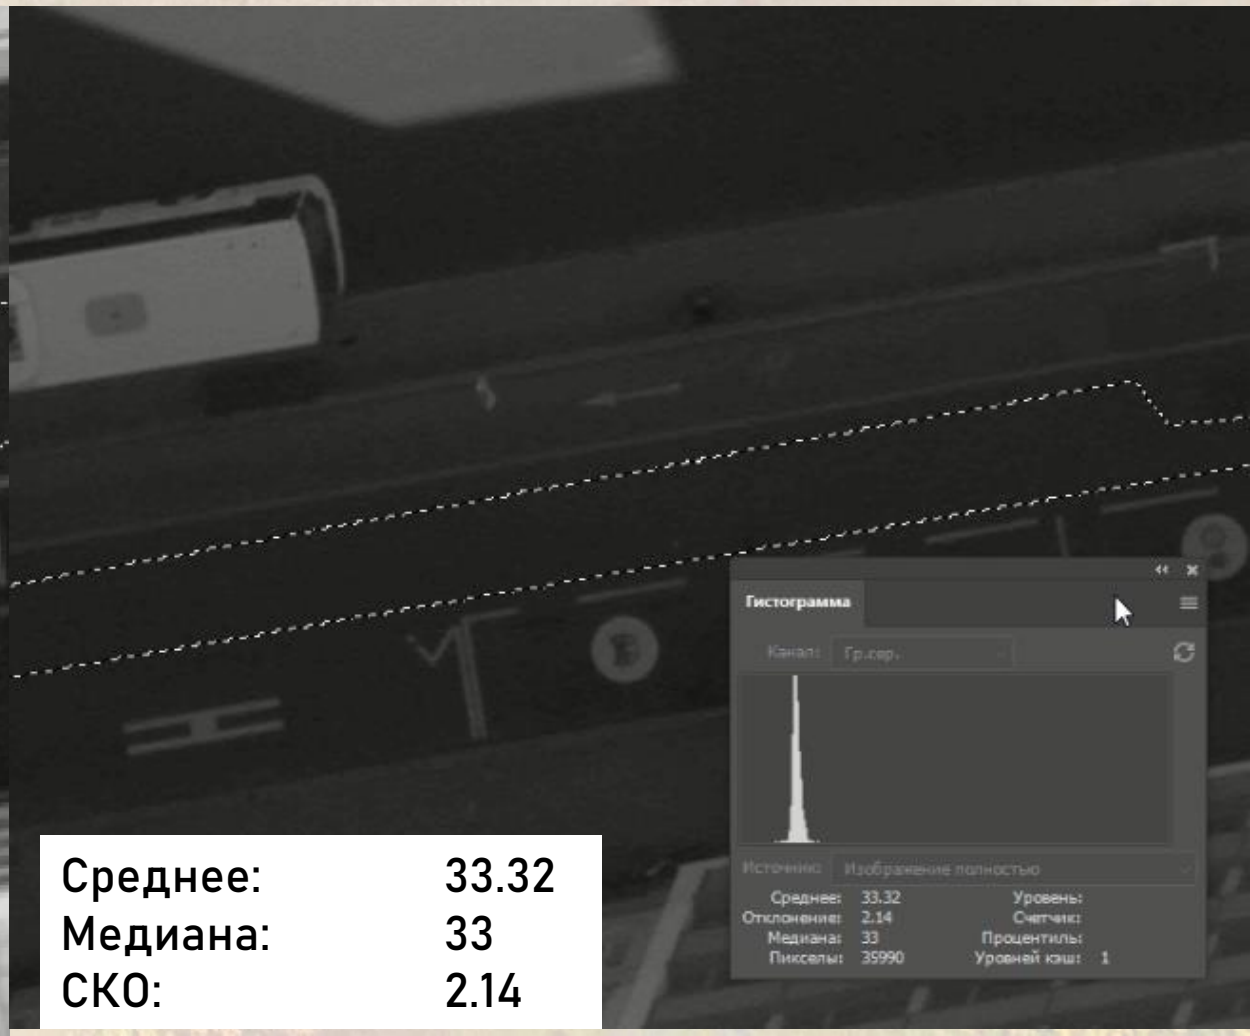 Гистограмма
Канал: Гр.сер.
Источник: Изображение полностью
Среднее: 33.32 Уровень:
Отклонение: 2.14 Счетчик:
Медиана: 33 Процентиль:
Пикселы: 35990 Уровней кэш: 1
Среднее: 33.32
Медиана: 33
СКО: 2.14